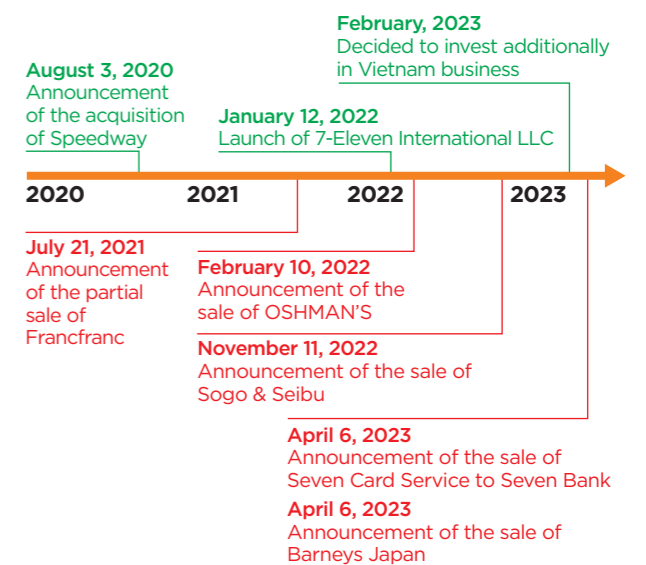 February, 2023
Decided to invest additionally
in Vietnam business
August 3, 2020
Announcement
of the acquisition
of Speedway
January 12, 2022
Launch of 7-Eleven International LLC
2020
2021
2022
2023
July 21, 2021
Announcement
of the partial
sale of
Francfranc
February 10, 2022
Announcement of the
sale of OSHMAN'S
November 11, 2022
Announcement of the sale of
Sogo & Seibu
April 6, 2023
Announcement of the sale of
Seven Card Service to Seven Bank
April 6, 2023
Announcement of the sale of
Barneys Japan